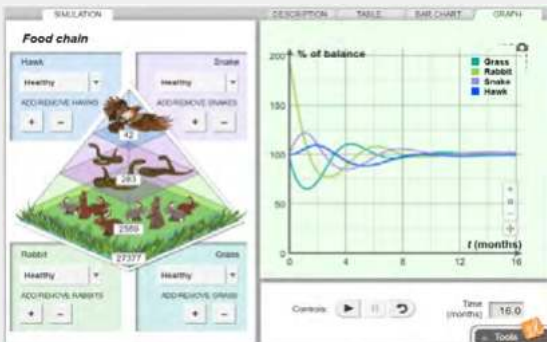 SIMULATION
DESCRIPTION
TABLE
BAR CHART
GRAPH
Food chain
Hawk
Healthy
ADD/REMOVE HAWKS
+
−
Snake
Healthy
ADD/REMOVE SNAKES
+
−
42
263
2569
27377
Rabbit
Healthy
ADD/REMOVE RABBITS
+
−
Grass
Healthy
ADD/REMOVE GRASS
+
−
% of balance
200
150
100
50
0
0 4 8 12 16
t (months)
Grass
Rabbit
Snake
Hawk
Controls:
Time (months) 16.0
Tools